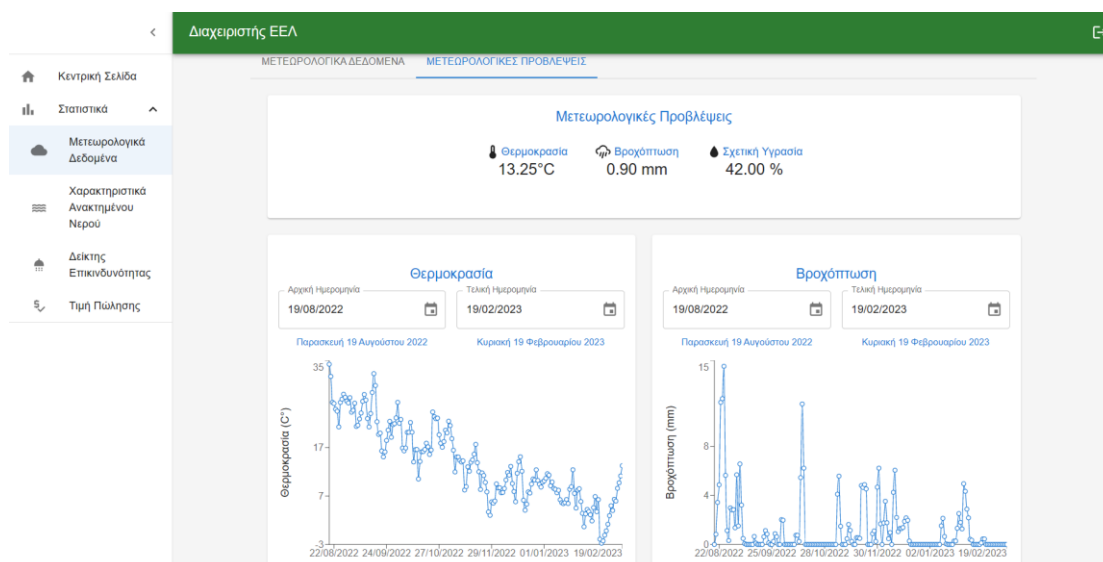 Διαχειριστής ΕΕΛ
Κεντρική Σελίδα
Στατιστικά
Μετεωρολογικά
Δεδομένα
Χαρακτηριστικά
Ανακτημένου
Νερού
Δείκτης
Επικινδυνότητας
Τιμή Πώλησης
ΜΕΤΕΩΡΟΛΟΓΙΚΑ ΔΕΔΟΜΕΝΑ
ΜΕΤΕΩΡΟΛΟΓΙΚΕΣ ΠΡΟΒΛΕΨΕΙΣ
Μετεωρολογικές Προβλέψεις
Θερμοκρασία
13.25°C
Βροχόπτωση
0.90 mm
Σχετική Υγρασία
42.00 %
Θερμοκρασία
Αρχική Ημερομηνία
19/08/2022
Τελική Ημερομηνία
19/02/2023
Παρασκευή 19 Αυγούστου 2022
Κυριακή 19 Φεβρουαρίου 2023
Θερμοκρασία (C°)
35
17
7
-3
22/08/2022 24/09/2022 27/10/2022 29/11/2022 01/01/2023 19/02/2023
Βροχόπτωση
Αρχική Ημερομηνία
19/08/2022
Τελική Ημερομηνία
19/02/2023
Παρασκευή 19 Αυγούστου 2022
Κυριακή 19 Φεβρουαρίου 2023
Βροχόπτωση (mm)
15
8
4
0
22/08/2022 25/09/2022 28/10/2022 30/11/2022 02/01/2023 19/02/2023